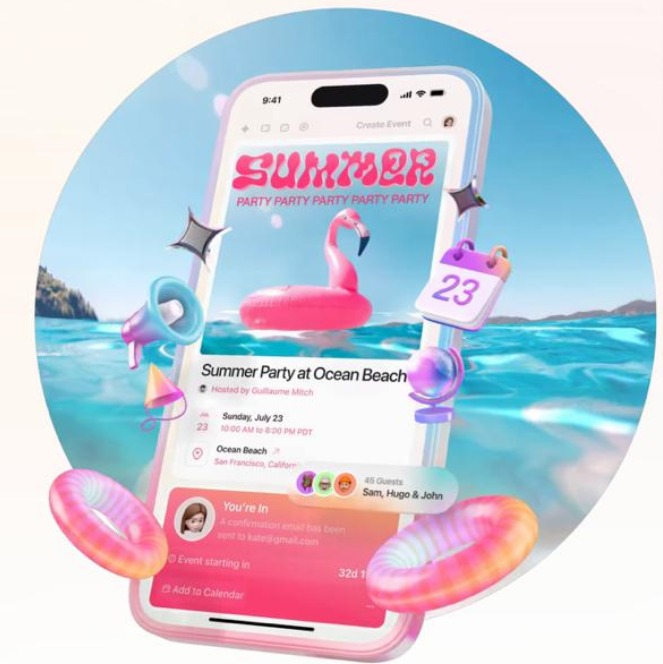 9:41
Create Event
SUMMER
PARTY PARTY PARTY PARTY PARTY
23
Summer Party at Ocean Beach
Hosted by Guillaume Mitch
JUL
23
Sunday, July 23
10:00 AM to 8:00 PM PDT
Ocean Beach
San Francisco,
45 Guests
Sam, Hugo & John
You're In
A confirmation email has been
sent to kate@gmail.com
Event starting in
32d
Add to Calendar